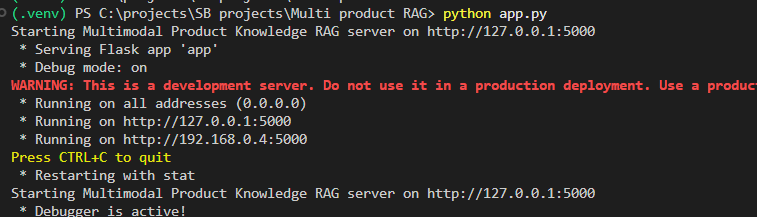 (.venv) PS C:\projects\SB projects\Multi product RAG> python app.py
Starting Multimodal Product Knowledge RAG server on http://127.0.0.1:5000
* Serving Flask app 'app'
* Debug mode: on
WARNING: This is a development server. Do not use it in a production deployment. Use a produc
* Running on all addresses (0.0.0.0)
* Running on http://127.0.0.1:5000
* Running on http://192.168.0.4:5000
Press CTRL+C to quit
* Restarting with stat
Starting Multimodal Product Knowledge RAG server on http://127.0.0.1:5000
* Debugger is active!